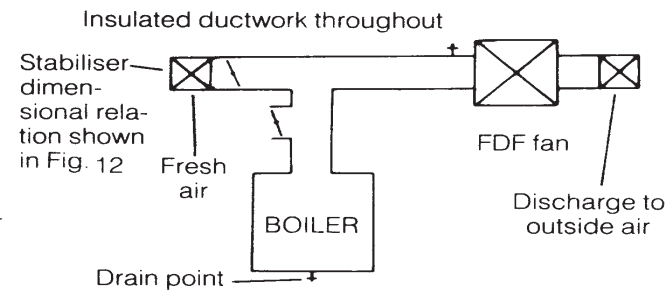 Insulated ductwork throughout
Stabiliser
dimen-
sional rela-
tion shown
in Fig. 12
Fresh
air
FDF fan
Discharge to
outside air
BOILER
Drain point